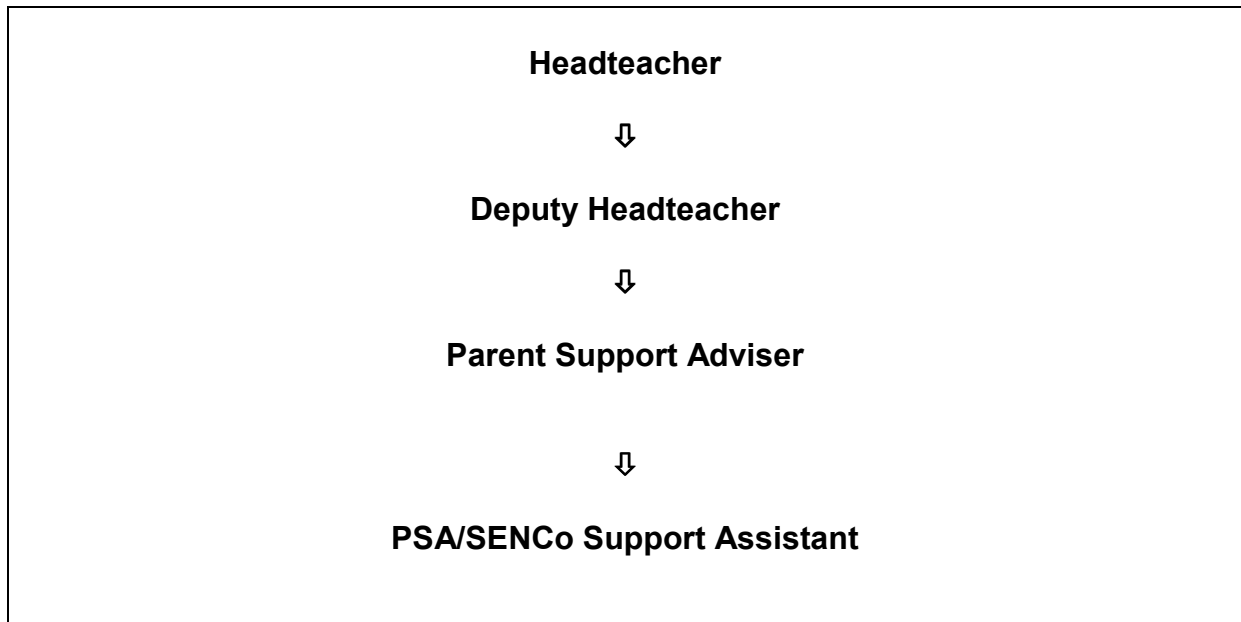 Headteacher
⇩
Deputy Headteacher
⇩
Parent Support Adviser
⇩
PSA/SENCo Support Assistant